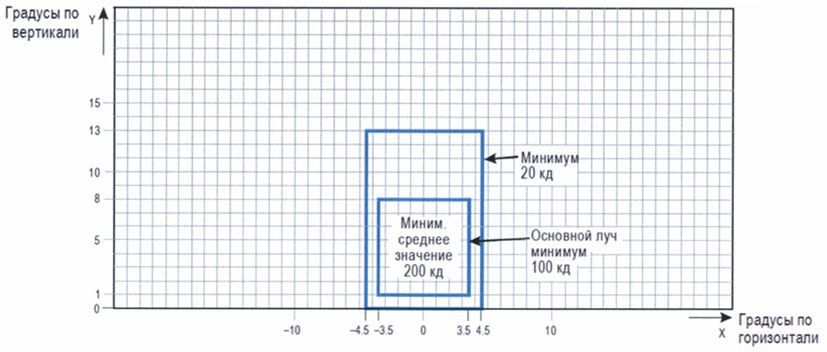 Градусы по
вертикали
Y
15
13
10
8
5
1
0
Минимум
20 кд
Миним.
среднее
значение
200 кд
Основной луч
минимум
100 кд
–10
–4.5
–3.5
0
3.5
4.5
10
X
Градусы по
горизонтали